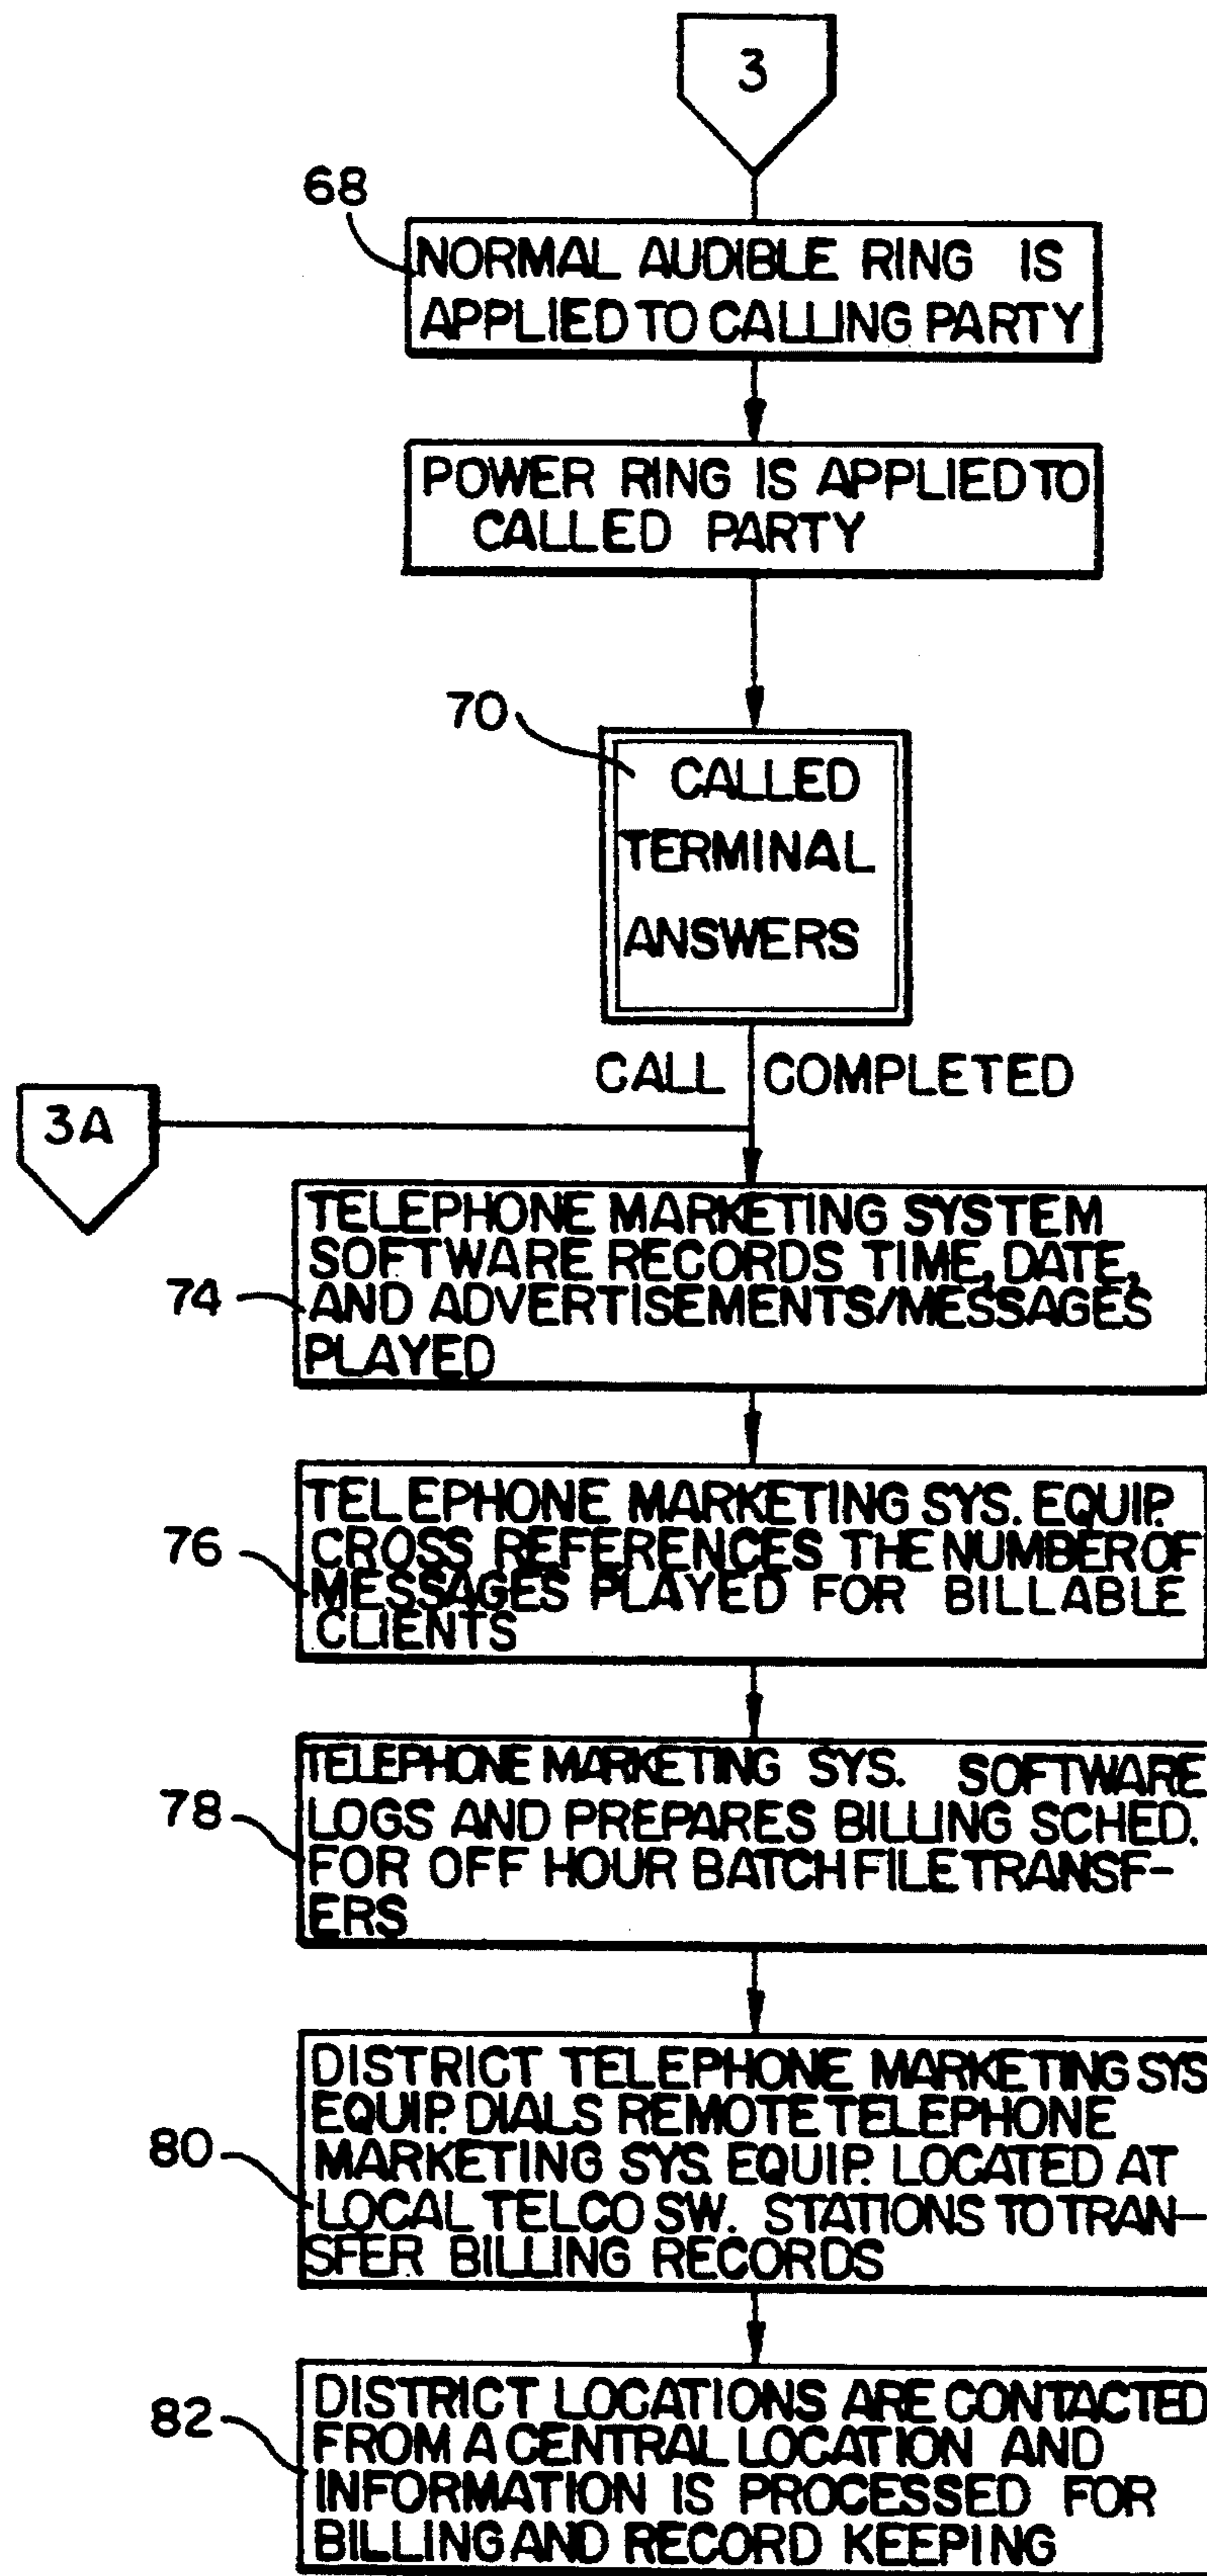 3
68
NORMAL AUDIBLE RING IS
APPLIED TO CALLING PARTY
POWER RING IS APPLIED TO
CALLED PARTY
70
CALLED
TERMINAL
ANSWERS
CALL COMPLETED
3A
74
TELEPHONE MARKETING SYSTEM
SOFTWARE RECORDS TIME, DATE,
AND ADVERTISEMENTS/MESSAGES
PLAYED
76
TELEPHONE MARKETING SYS. EQUIP.
CROSS REFERENCES THE NUMBER OF
MESSAGES PLAYED FOR BILLABLE
CLIENTS
78
TELEPHONE MARKETING SYS. SOFTWARE
LOGS AND PREPARES BILLING SCHED.
FOR OFF HOUR BATCH FILE TRANSF-
ERS
80
DISTRICT TELEPHONE MARKETING SYS
EQUIP. DIALS REMOTE TELEPHONE
MARKETING SYS. EQUIP. LOCATED AT
LOCAL TELCO SW. STATIONS TO TRAN-
SFER BILLING RECORDS
82
DISTRICT LOCATIONS ARE CONTACTED
FROM A CENTRAL LOCATION AND
INFORMATION IS PROCESSED FOR
BILLING AND RECORD KEEPING